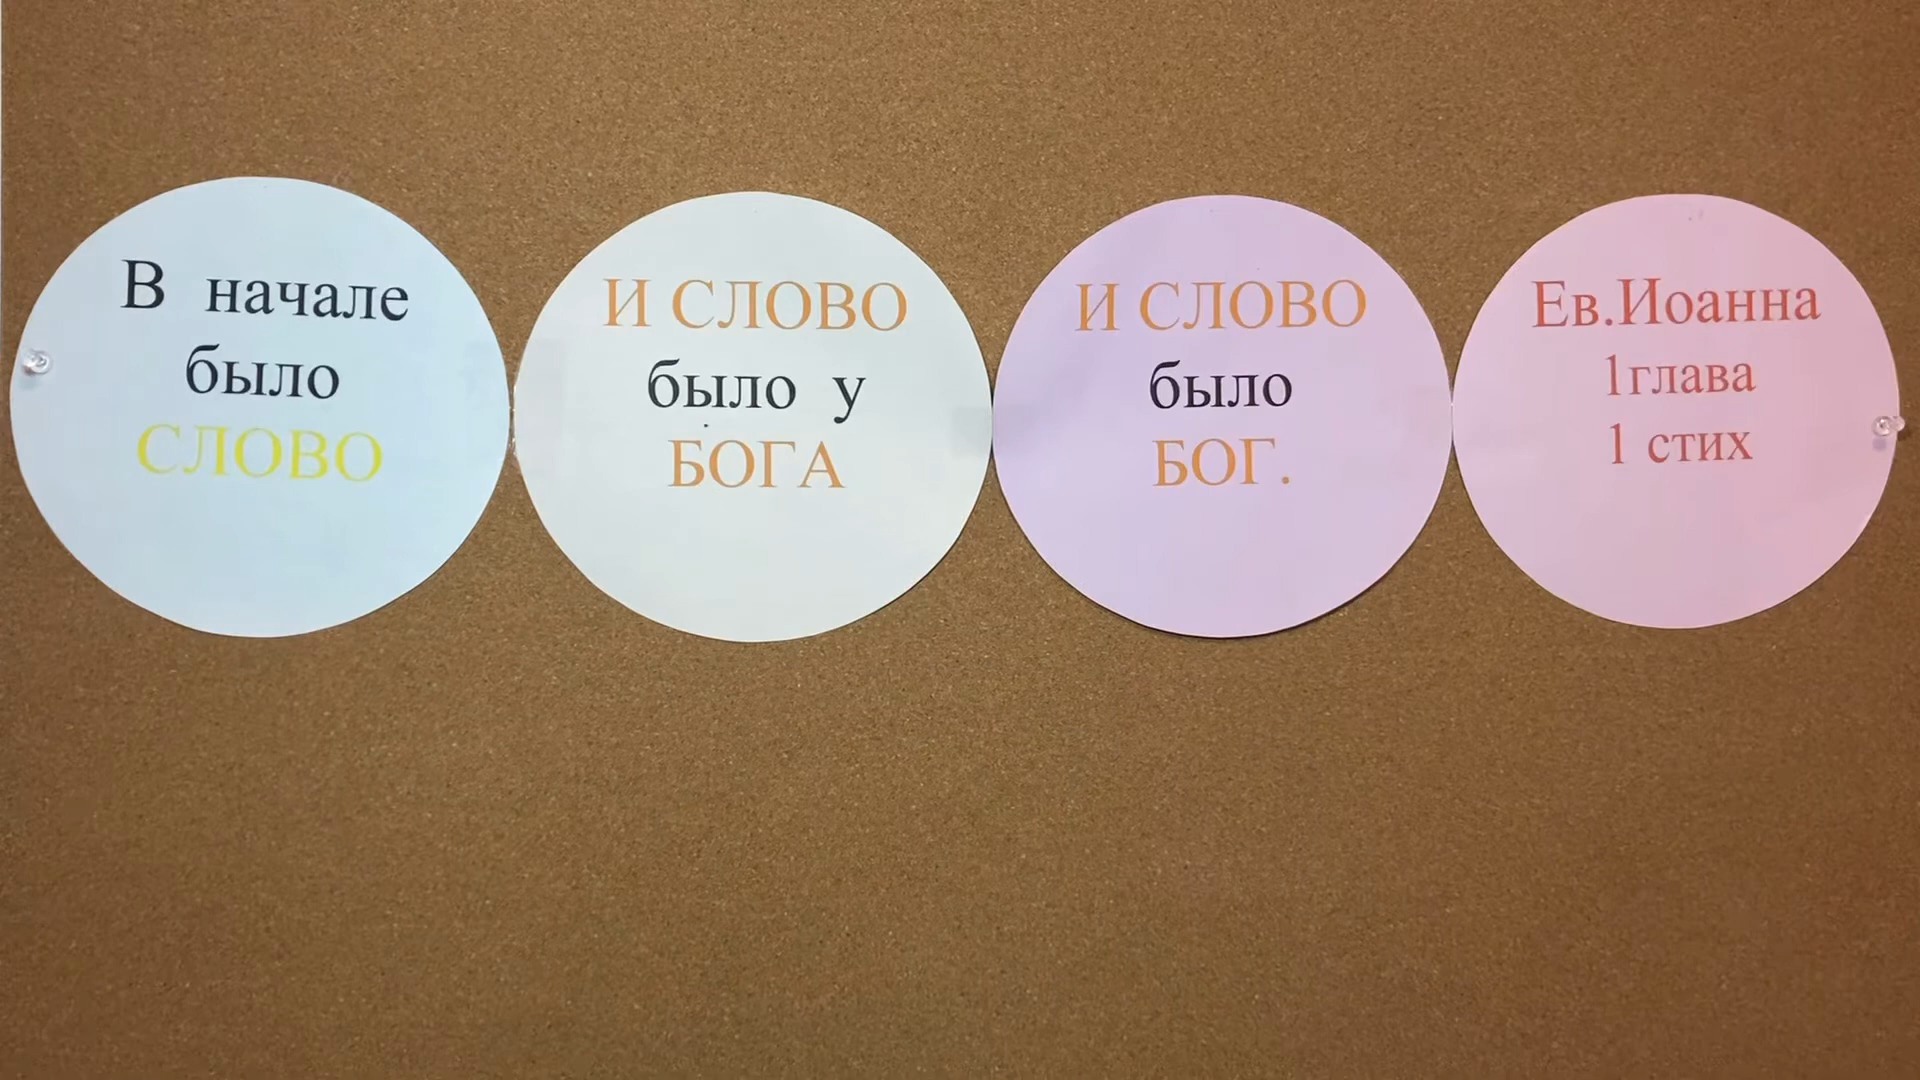 В начале
было
СЛОВО
И СЛОВО
было у
БОГА
И СЛОВО
было
БОГ.
Ев.Иоанна
1глава
1 стих